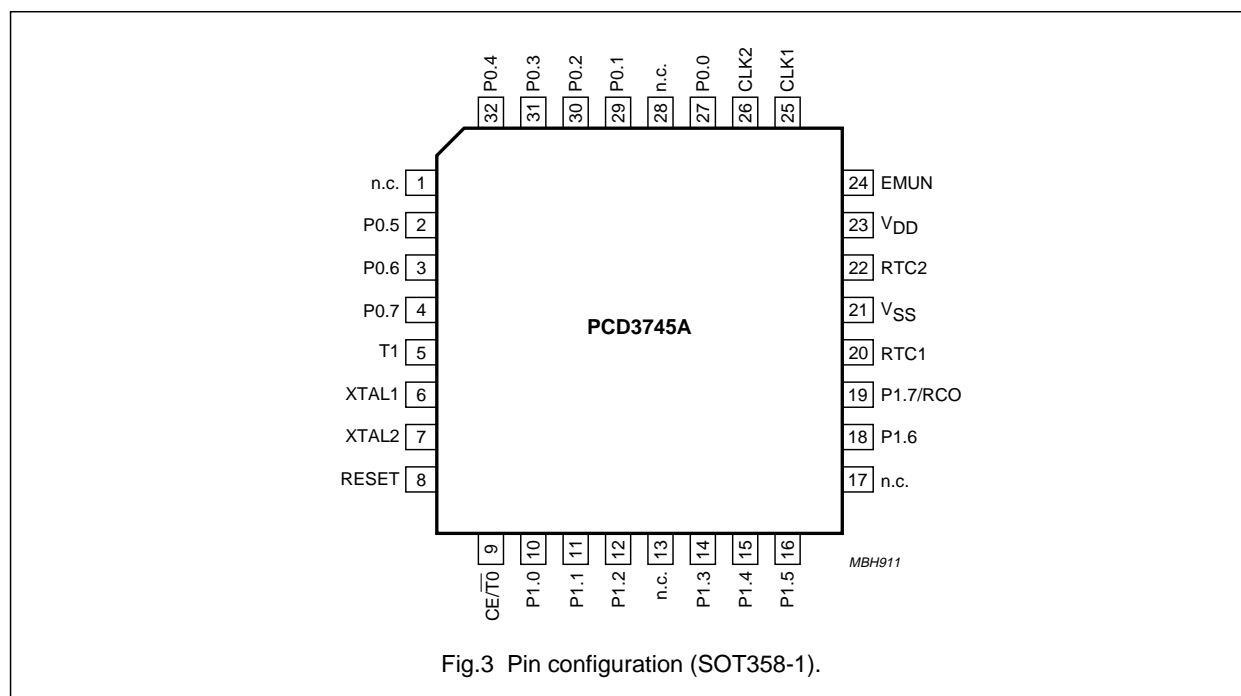 P0.4 P0.3 P0.2 P0.1 n.c. P0.0 CLK2 CLK1
32 31 30 29 28 27 26 25
n.c. 1 24 EMUN
P0.5 2 23 VDD
P0.6 3 22 RTC2
P0.7 4 21 VSS
PCD3745A
T1 5 20 RTC1
XTAL1 6 19 P1.7/RCO
XTAL2 7 18 P1.6
RESET 8 17 n.c.
9 10 11 12 13 14 15 16
CE/T0 P1.0 P1.1 P1.2 n.c. P1.3 P1.4 P1.5
MBH911
Fig.3 Pin configuration (SOT358-1).